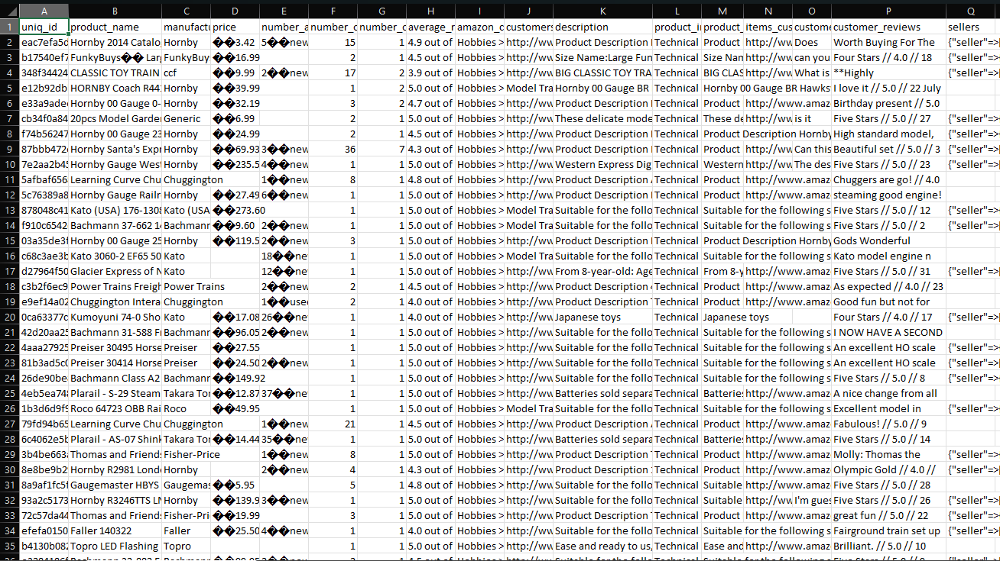 A B C D E F G H I J K L M N O P Q
1 uniq_id product_name manufactu price number_a number_o number_o average_r amazon_c customers description product_i product_ items_cus custome customer_reviews sellers
2 eac7efa5d Hornby 2014 Catalo Hornby ��3.42 5��new 15 1 4.9 out of Hobbies > http://ww Product Description Technical Product http://ww Does Worth Buying For The {"seller"=>
3 b17540ef7 FunkyBuys�� Larg FunkyBuy ��16.99 2 1 4.5 out of Hobbies > http://ww Size Name:Large Fun Technical Size Nam http://ww can you Four Stars // 4.0 // 18 {"seller"=>
4 348f34424 CLASSIC TOY TRAIN ccf ��9.99 2��new 17 2 3.9 out of Hobbies > http://ww BIG CLASSIC TOY TRA Technical BIG CLAS http://ww What is **Highly {"seller"=>
5 e12b92db HORNBY Coach R44 Hornby ��39.99 1 2 5.0 out of Hobbies > Model Tra Hornby 00 Gauge BR Technical Hornby 00 Gauge BR Hawks I love it // 5.0 // 22 July
6 e33a9ade Hornby 00 Gauge 0- Hornby ��32.19 3 2 4.7 out of Hobbies > http://ww Product Description Technical Product http://www.amaz Birthday present // 5.0
7 cb34f0a84 20pcs Model Garde Generic ��6.99 2 1 5.0 out of Hobbies > http://ww These delicate mode Technical These de http://ww is it Five Stars // 5.0 // 27 {"seller"=>
8 f74b56247 Hornby 00 Gauge 23 Hornby ��24.99 2 1 4.5 out of Hobbies > http://ww Product Description Technical Product Description Hornby High standard model, {"seller"=>
9 87bbb472 Hornby Santa's Exp Hornby ��69.93 3��new 36 7 4.3 out of Hobbies > http://ww Product Description Technical Product http://ww Can this Beautiful set // 5.0 // 3 {"seller"=>
10 7e2aa2b45 Hornby Gauge West Hornby ��235.5 4��new 1 1 5.0 out of Hobbies > http://ww Western Express Dig Technical Western http://ww The des Five Stars // 5.0 // 23 {"seller"=>
11 5afbaf656 Learning Curve Chu Chuggington 1��new 8 1 4.8 out of Hobbies > http://ww Product Description Technical Product http://www.amaz Chuggers are go! // 4.0
12 5c76389a8 Hornby Gauge Railr Hornby ��27.49 6��new 1 1 5.0 out of Hobbies > http://ww Product Description Technical Product http://www.amaz steaming good engine!
13 878048c41 Kato (USA) 176-1308 Kato (USA ��273.60 1 1 5.0 out of Hobbies > Model Tra Suitable for the follo Technical Suitable for the following s Five Stars // 5.0 // 12 {"seller"=>
14 f910c6542 Bachmann 37-662 14 Bachmann ��9.60 2��new 1 1 5.0 out of Hobbies > Model Tra Suitable for the follo Technical Suitable for the following s Five Stars // 5.0 // 2 {"seller"=>
15 03a35de3f Hornby 00 Gauge 25 Hornby ��119.5 2��new 3 1 5.0 out of Hobbies > http://ww Product Description Technical Product Description Hornby Gods Wonderful
16 c68c3ae3b Kato 3060-2 EF65 50 Kato 18��ne 1 1 5.0 out of Hobbies > Model Tra Suitable for the follo Technical Suitable for the following s Kato model engine n
17 d27964f50 Glacier Express of N Kato 12��ne 1 1 5.0 out of Hobbies > http://ww From 8-year-old: Age Technical From 8-y http://www.amaz Five Stars // 5.0 // 31 {"seller"=>
18 c3b2f6ec9 Power Trains Freigh Power Trains 2��new 2 1 4.5 out of Hobbies > http://ww Product Description 4 Technical Product http://www.amaz As expected // 4.0 // 23
19 e9ef14a02 Chuggington Intera Chuggington 1��use 2 1 4.0 out of Hobbies > http://ww Product Description Technical Product http://www.amaz Good fun but not for
20 0ca63377c Kumoyuni 74-0 Sho Kato ��17.08 26��ne 1 1 4.0 out of Hobbies > http://ww Japanese toys Technical Japanese toys Four Stars // 4.0 // 17 {"seller"=>
21 42d20aa25 Bachmann 31-588 F Bachmann ��96.05 2��new 1 1 5.0 out of Hobbies > http://ww Suitable for the follo Technical Suitable for the following s I NOW HAVE A SECOND
22 4aaa27925 Preiser 30495 Horse Preiser ��27.55 1 1 5.0 out of Hobbies > http://ww Suitable for the follo Technical Suitable for the following s An excellent HO scale {"seller"=>
23 81b3ad5c0 Preiser 30414 Horse Preiser ��24.50 2��new 1 1 5.0 out of Hobbies > http://ww Suitable for the follo Technical Suitable for the following s An excellent HO scale {"seller"=>
24 26de90be Bachmann Class A2 Bachmann ��149.92 1 1 5.0 out of Hobbies > http://ww Suitable for the follo Technical Suitable for the following s Five Stars // 5.0 // 8 {"seller"=>
25 4eb5ea748 Plarail - S-29 Steam Takara To ��12.87 37��ne 1 1 5.0 out of Hobbies > http://ww Batteries sold separa Technical Batteries http://www.amaz A nice change from all
26 1b3d6d9f9 Roco 64723 OBB Rai Roco ��49.95 1 1 5.0 out of Hobbies > Model Tra Suitable for the follo Technical Suitable for the following s Excellent model in {"seller"=>
27 79fd94b65 Learning Curve Chu Chuggington 1��new 21 1 4.5 out of Hobbies > http://ww Product Description Technical Product http://www.amaz Fabulous! // 5.0 // 9
28 6c4062e5b Plarail - AS-07 Shink Takara To ��14.44 35��ne 1 1 5.0 out of Hobbies > http://ww Batteries sold separa Technical Batteries http://www.amaz Five Stars // 5.0 // 14
29 3b4be663 Thomas and Friends Fisher-Price 1��new 8 1 5.0 out of Hobbies > http://ww Product Description Technical Product http://www.amaz Molly: Thomas the {"seller"=>
30 8e8be9b2 Hornby R2981 Lond Hornby 2��new 4 1 4.3 out of Hobbies > http://ww Product Description Technical Product http://www.amaz Olympic Gold // 4.0 // {"seller"=>
31 8a9af1fc5f Gaugemaster HBYS Gaugemas ��5.95 5 1 4.8 out of Hobbies > http://ww Suitable for the follo Technical Suitable for the following s Five Stars // 5.0 // 28
32 93a2c5173 Hornby R3246TTS LN Hornby ��139.9 3��new 1 1 5.0 out of Hobbies > http://ww Suitable for the follo Technical Suitable http://ww I'm gues Five Stars // 5.0 // 26 {"seller"=>
33 72c57da44 Thomas and Friends Fisher-Pri ��19.99 3 1 5.0 out of Hobbies > http://ww Product Description Technical Product http://www.amaz great fun // 5.0 // 22 {"seller"=>
34 efefa0150 Faller 140322 Faller ��25.50 4��new 1 1 4.0 out of Hobbies > http://ww Suitable for the follo Technical Suitable for the following s Fairground train set up {"seller"=>
35 b4130b082 Topro LED Flashing Topro 1 1 5.0 out of Hobbies > http://ww Ease and ready to us, Technical Ease and http://www.amaz Brilliant. // 5.0 // 10